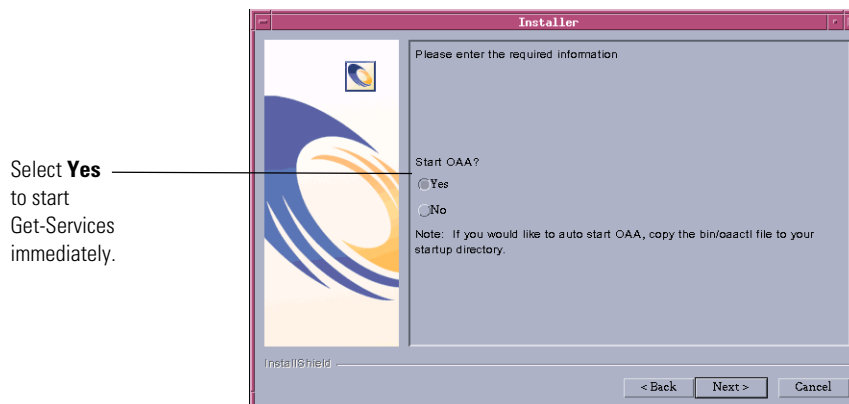 Installer
Please enter the required information
Select Yes
to start
Get-Services
immediately.
Start OAA?
Yes
No
Note: If you would like to auto start OAA, copy the bin/oaactl file to your
startup directory.
InstallShield
< Back
Next >
Cancel